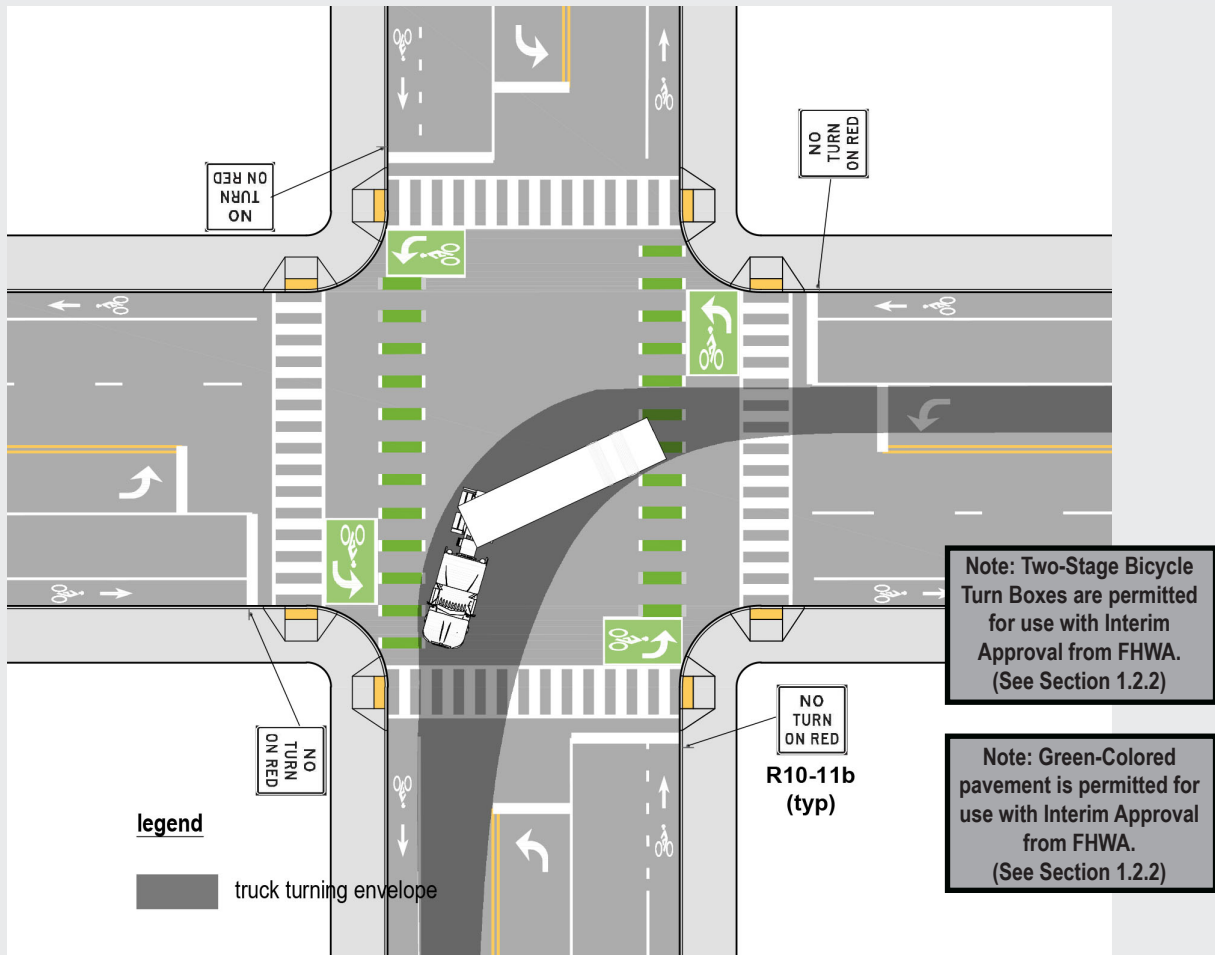 NO
TURN
ON RED
NO
TURN
ON RED
NO
TURN
ON RED
NO
TURN
ON RED
R10-11b
(typ)
legend
truck turning envelope
Note: Two-Stage Bicycle
Turn Boxes are permitted
for use with Interim
Approval from FHWA.
(See Section 1.2.2)
Note: Green-Colored
pavement is permitted for
use with Interim Approval
from FHWA.
(See Section 1.2.2)